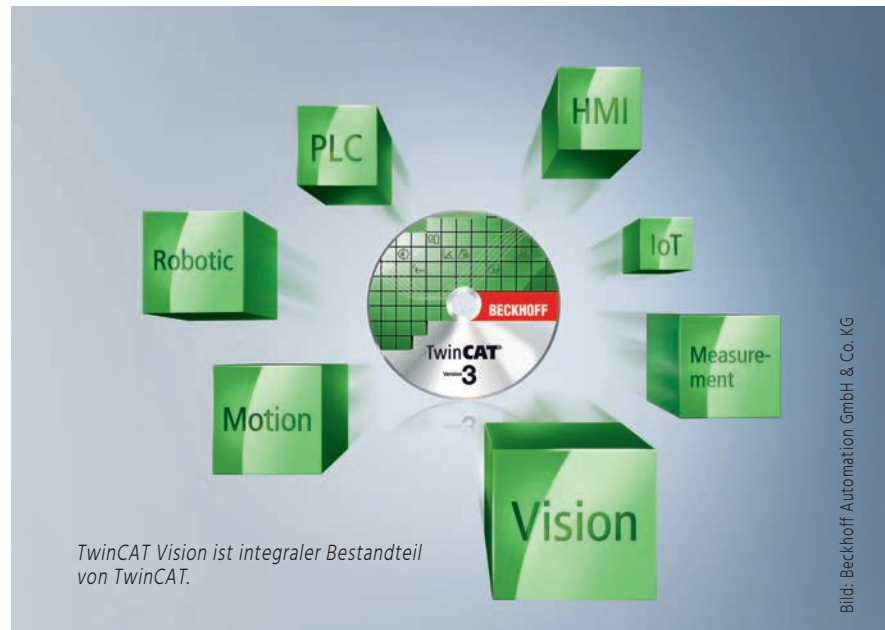 HMI
PLC
IoT
Robotic
BECKHOFF
TwinCAT®
Version 3
Measure-
ment
Motion
3
Vision
TwinCAT Vision ist integraler Bestandteil
von TwinCAT.
Bild: Beckhoff Automation GmbH & Co. KG